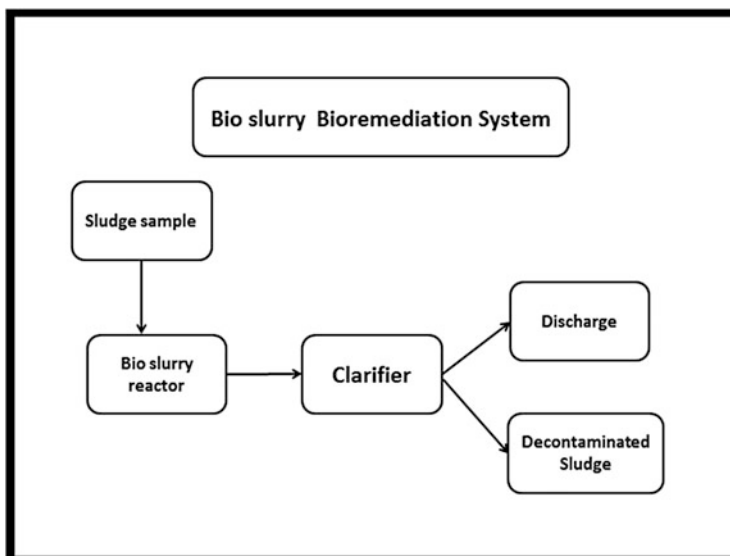 Bio slurry Bioremediation System
Sludge sample
Bio slurry
reactor
Clarifier
Discharge
Decontaminated
Sludge